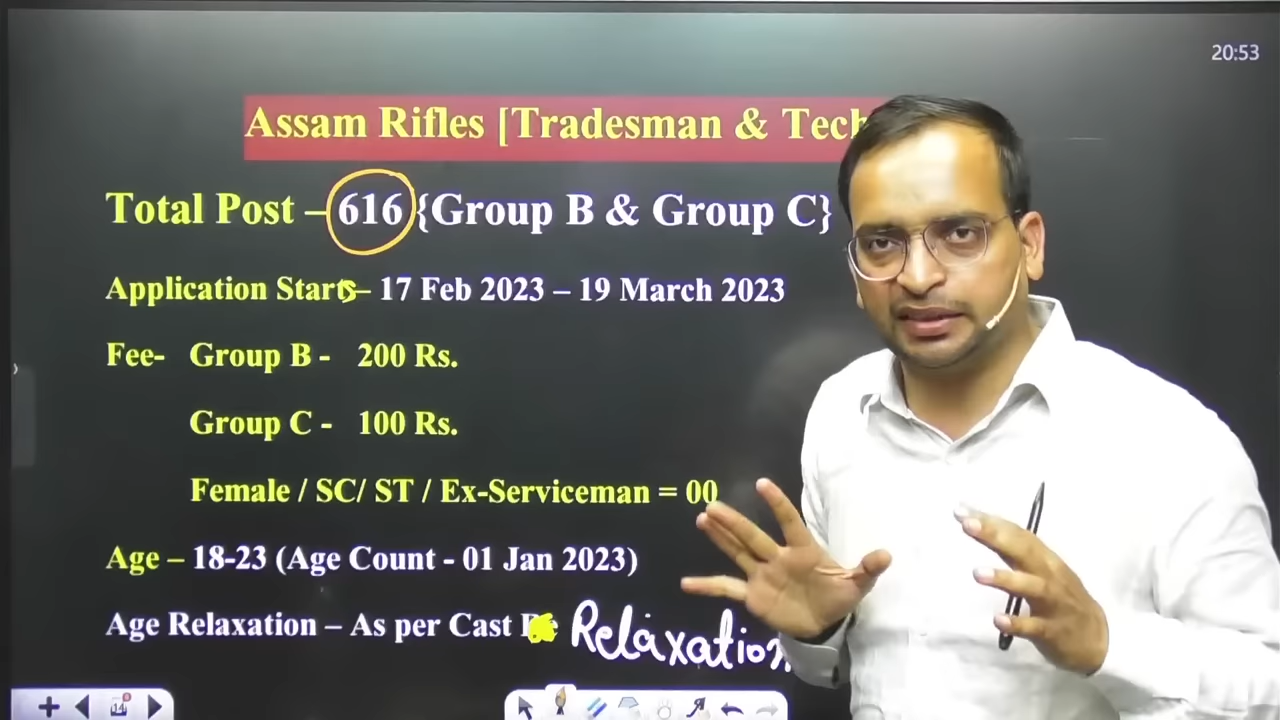 20:53
Assam Rifles [Tradesman & Tech
Total Post – 616 {Group B & Group C}
Application Starts – 17 Feb 2023 – 19 March 2023
Fee- Group B - 200 Rs.
Group C - 100 Rs.
Female / SC/ ST / Ex-Serviceman = 00
Age – 18-23 (Age Count - 01 Jan 2023)
Age Relaxation – As per Cast Relaxation
14